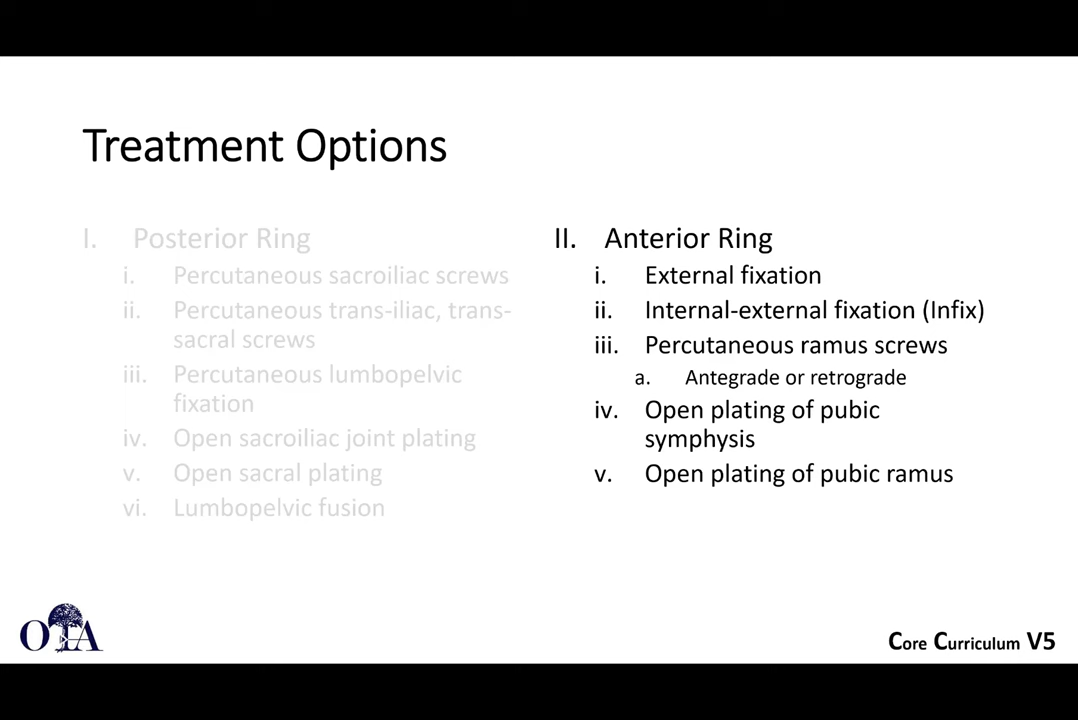 Treatment Options
I. Posterior Ring
i. Percutaneous sacroiliac screws
ii. Percutaneous trans-iliac, trans-
sacral screws
iii. Percutaneous lumbopelvic
fixation
iv. Open sacroiliac joint plating
v. Open sacral plating
vi. Lumbopelvic fusion
II. Anterior Ring
i. External fixation
ii. Internal-external fixation (Infix)
iii. Percutaneous ramus screws
a. Antegrade or retrograde
iv. Open plating of pubic
symphysis
v. Open plating of pubic ramus
OTA
Core Curriculum V5